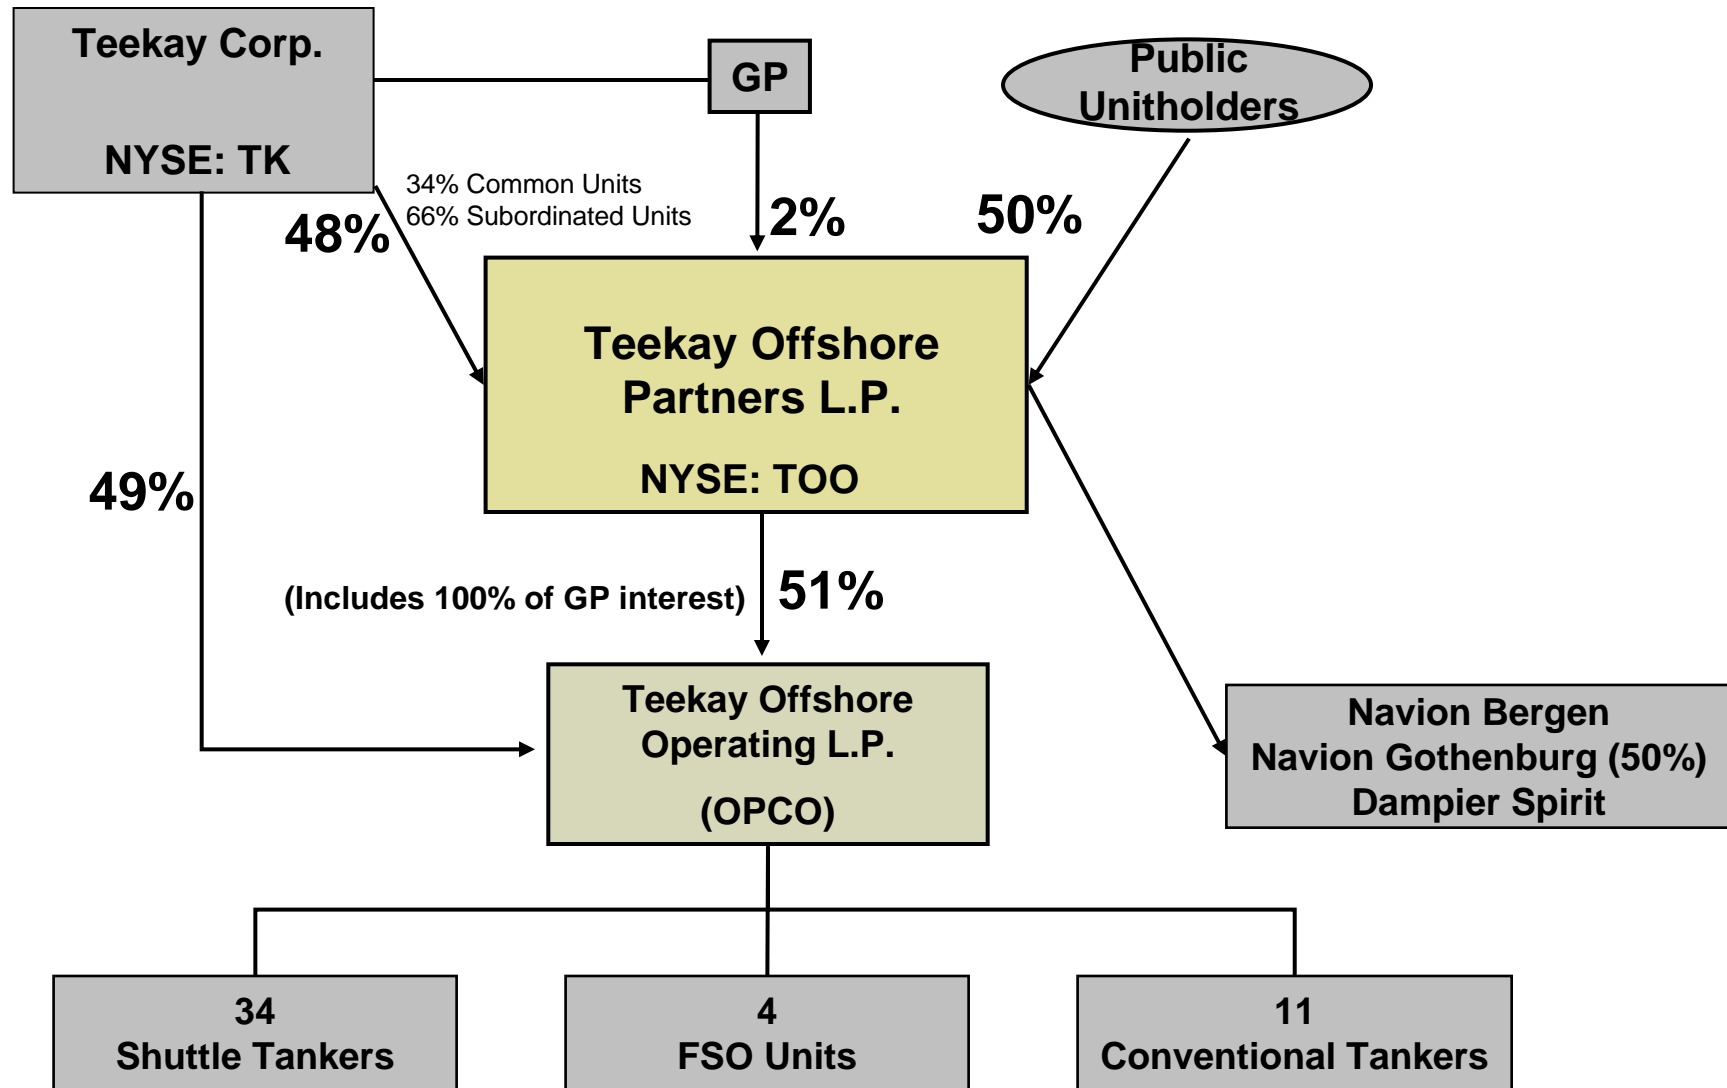 Teekay Corp.
NYSE: TK
GP
Public
Unitholders
34% Common Units
66% Subordinated Units
48%
2%
50%
Teekay Offshore
Partners L.P.
NYSE: TOO
49%
(Includes 100% of GP interest)
51%
Teekay Offshore
Operating L.P.
(OPCO)
Navion Bergen
Navion Gothenburg (50%)
Dampier Spirit
34
Shuttle Tankers
4
FSO Units
11
Conventional Tankers